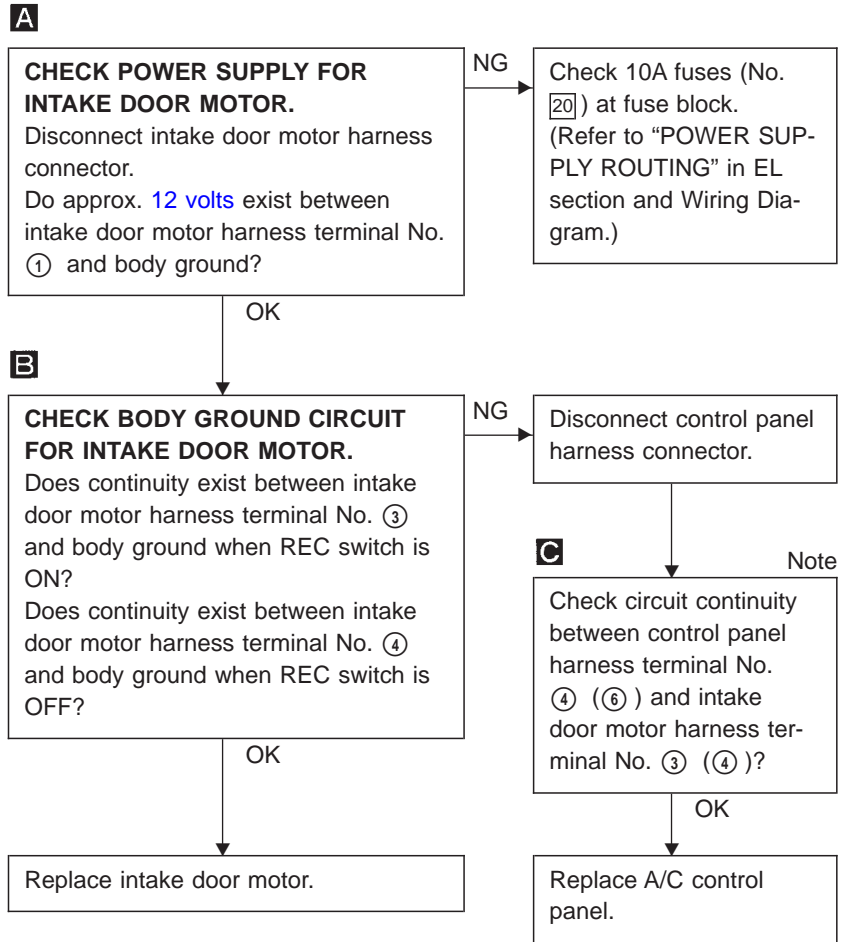 A
CHECK POWER SUPPLY FOR
INTAKE DOOR MOTOR.
Disconnect intake door motor harness
connector.
Do approx. 12 volts exist between
intake door motor harness terminal No.
① and body ground?
NG
Check 10A fuses (No.
20) at fuse block.
(Refer to “POWER SUP-
PLY ROUTING” in EL
section and Wiring Dia-
gram.)
OK
B
CHECK BODY GROUND CIRCUIT
FOR INTAKE DOOR MOTOR.
Does continuity exist between intake
door motor harness terminal No. ③
and body ground when REC switch is
ON?
Does continuity exist between intake
door motor harness terminal No. ④
and body ground when REC switch is
OFF?
NG
Disconnect control panel
harness connector.
C
Note
Check circuit continuity
between control panel
harness terminal No.
④ (⑥) and intake
door motor harness ter-
minal No. ③ (④)?
OK
Replace intake door motor.
OK
Replace A/C control
panel.